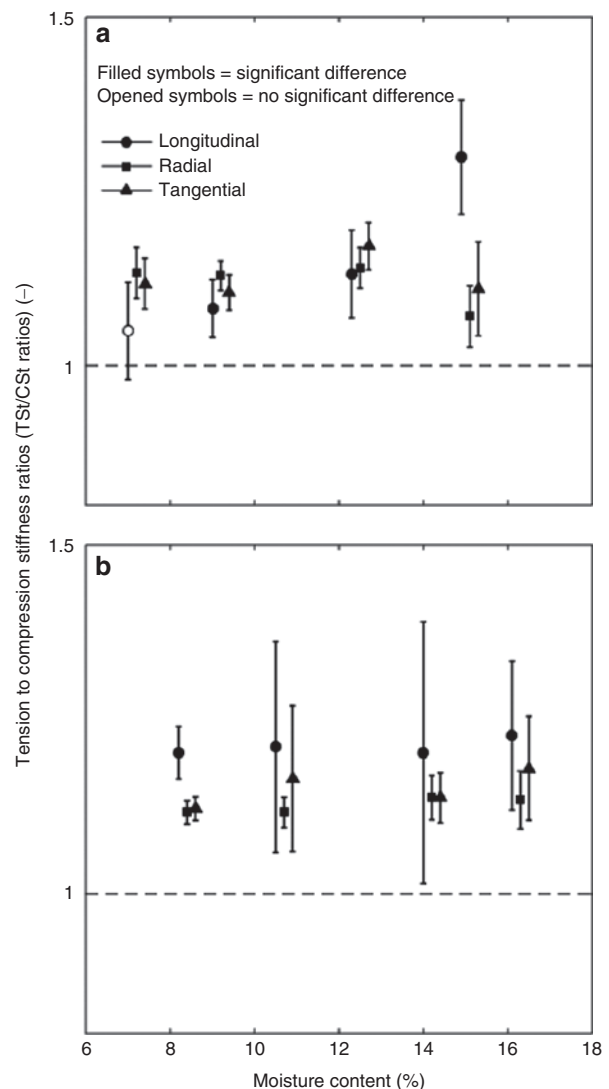 Tension to compression stiffness ratios (TSt/CSt ratios) (–)
1.5
a
Filled symbols = significant difference
Opened symbols = no significant difference
Longitudinal
Radial
Tangential
1
1.5
b
1
6 8 10 12 14 16 18
Moisture content (%)